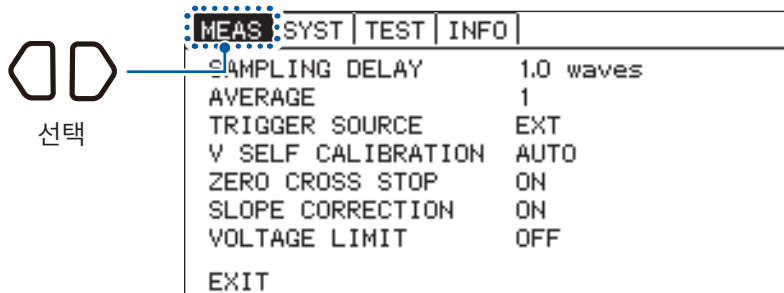 MEAS SYST TEST INFO
SAMPLING DELAY 1.0 waves
AVERAGE 1
TRIGGER SOURCE EXT
V SELF CALIBRATION AUTO
ZERO CROSS STOP ON
SLOPE CORRECTION ON
VOLTAGE LIMIT OFF
EXIT
선택